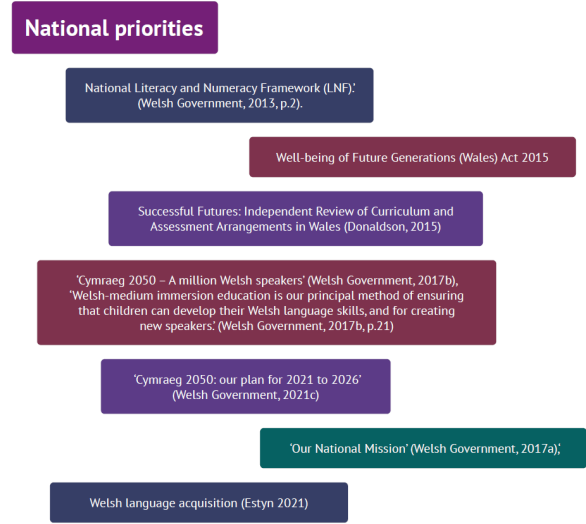 National priorities
National Literacy and Numeracy Framework (LNF).’
(Welsh Government, 2013, p.2).
Well-being of Future Generations (Wales) Act 2015
Successful Futures: Independent Review of Curriculum and
Assessment Arrangements in Wales (Donaldson, 2015)
‘Cymraeg 2050 – A million Welsh speakers’ (Welsh Government, 2017b),
‘Welsh-medium immersion education is our principal method of ensuring
that children can develop their Welsh language skills, and for creating
new speakers.’ (Welsh Government, 2017b, p.21)
‘Cymraeg 2050: our plan for 2021 to 2026’
(Welsh Government, 2021c)
‘Our National Mission’ (Welsh Government, 2017a),‘
Welsh language acquisition (Estyn 2021)